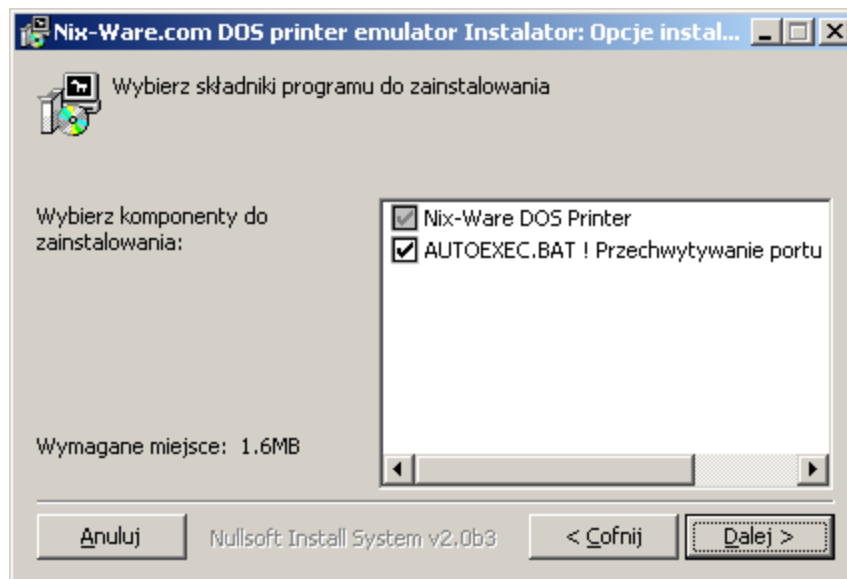 Nix-Ware.com DOS printer emulator Instalator: Opcje instal...
Wybierz składniki programu do zainstalowania
Wybierz komponenty do
zainstalowania:
Nix-Ware DOS Printer
AUTOEXEC.BAT ! Przechwytywanie portu
Wymagane miejsce: 1.6MB
Anuluj
Nullsoft Install System v2.0b3
< Cofnij
Dalej >